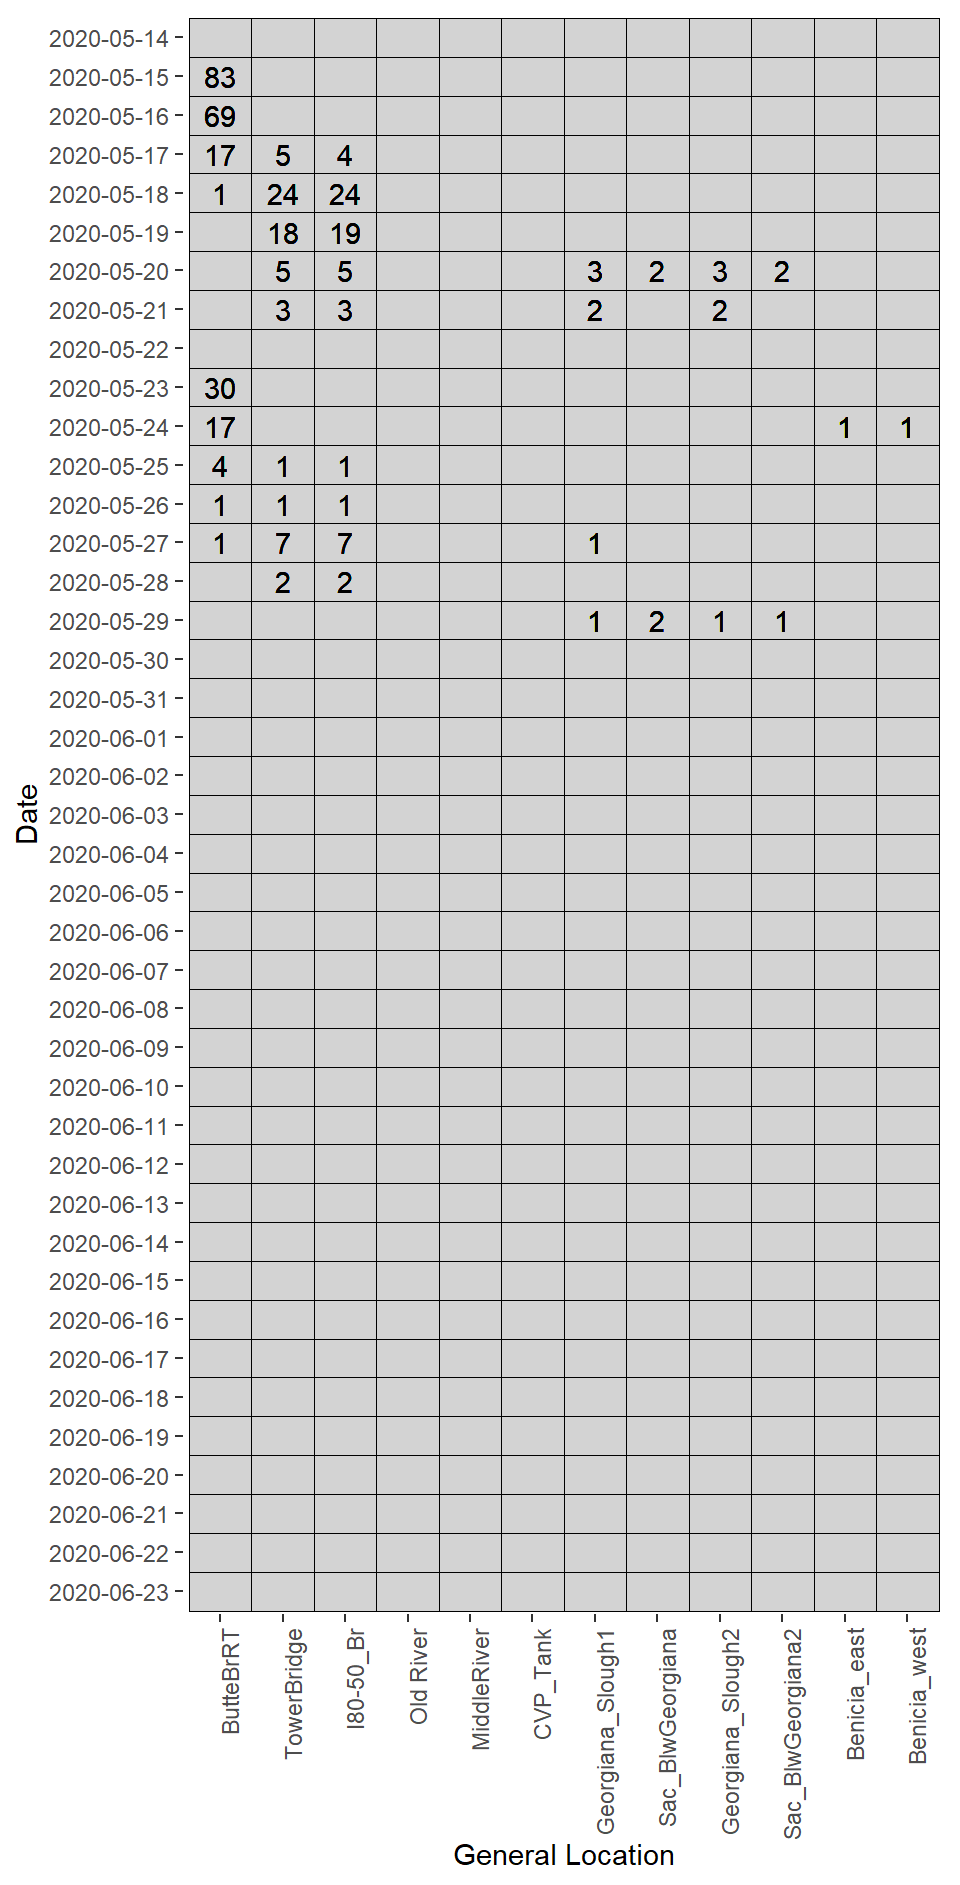 2020-05-14
2020-05-15 83
2020-05-16 69
2020-05-17 17 5 4
2020-05-18 1 24 24
2020-05-19 18 19
2020-05-20 5 5 3 2 3 2
2020-05-21 3 3 2 2
2020-05-22
2020-05-23 30
2020-05-24 17 1 1
2020-05-25 4 1 1
2020-05-26 1 1 1
2020-05-27 1 7 7 1
2020-05-28 2 2
2020-05-29 1 2 1 1
2020-05-30
2020-05-31
2020-06-01
2020-06-02
2020-06-03
2020-06-04
2020-06-05
2020-06-06
2020-06-07
2020-06-08
2020-06-09
2020-06-10
2020-06-11
2020-06-12
2020-06-13
2020-06-14
2020-06-15
2020-06-16
2020-06-17
2020-06-18
2020-06-19
2020-06-20
2020-06-21
2020-06-22
2020-06-23
Date
ButteBrRT
TowerBridge
I80-50_Br
Old River
MiddleRiver
CVP_Tank
Georgiana_Slough1
Sac_BlwGeorgiana
Georgiana_Slough2
Sac_BlwGeorgiana2
Benicia_east
Benicia_west
General Location